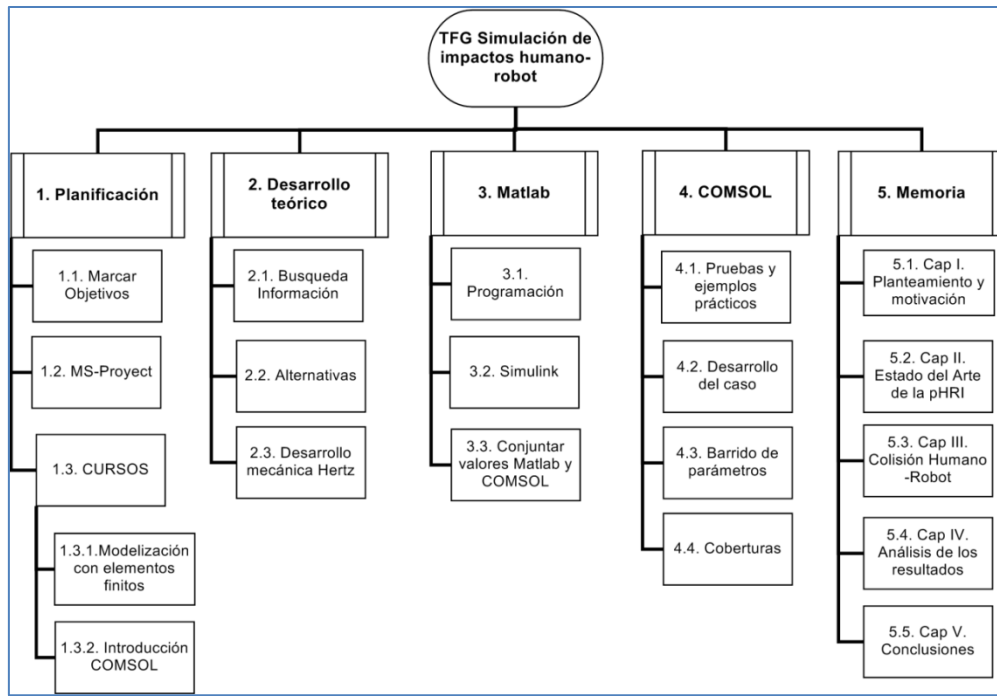 TFG Simulación de
impactos humano-
robot
1. Planificación
1.1. Marcar
Objetivos
1.2. MS-Proyect
1.3. CURSOS
1.3.1.Modelización
con elementos
finitos
1.3.2. Introducción
COMSOL
2. Desarrollo
teórico
2.1. Busqueda
Información
2.2. Alternativas
2.3. Desarrollo
mecánica Hertz
3. Matlab
3.1.
Programación
3.2. Simulink
3.3. Conjuntar
valores Matlab y
COMSOL
4. COMSOL
4.1. Pruebas y
ejemplos
prácticos
4.2. Desarrollo
del caso
4.3. Barrido de
parámetros
4.4. Coberturas
5. Memoria
5.1. Cap I.
Planteamiento y
motivación
5.2. Cap II.
Estado del Arte
de la pHRI
5.3. Cap III.
Colisión Humano
-Robot
5.4. Cap IV.
Análisis de los
resultados
5.5. Cap V.
Conclusiones